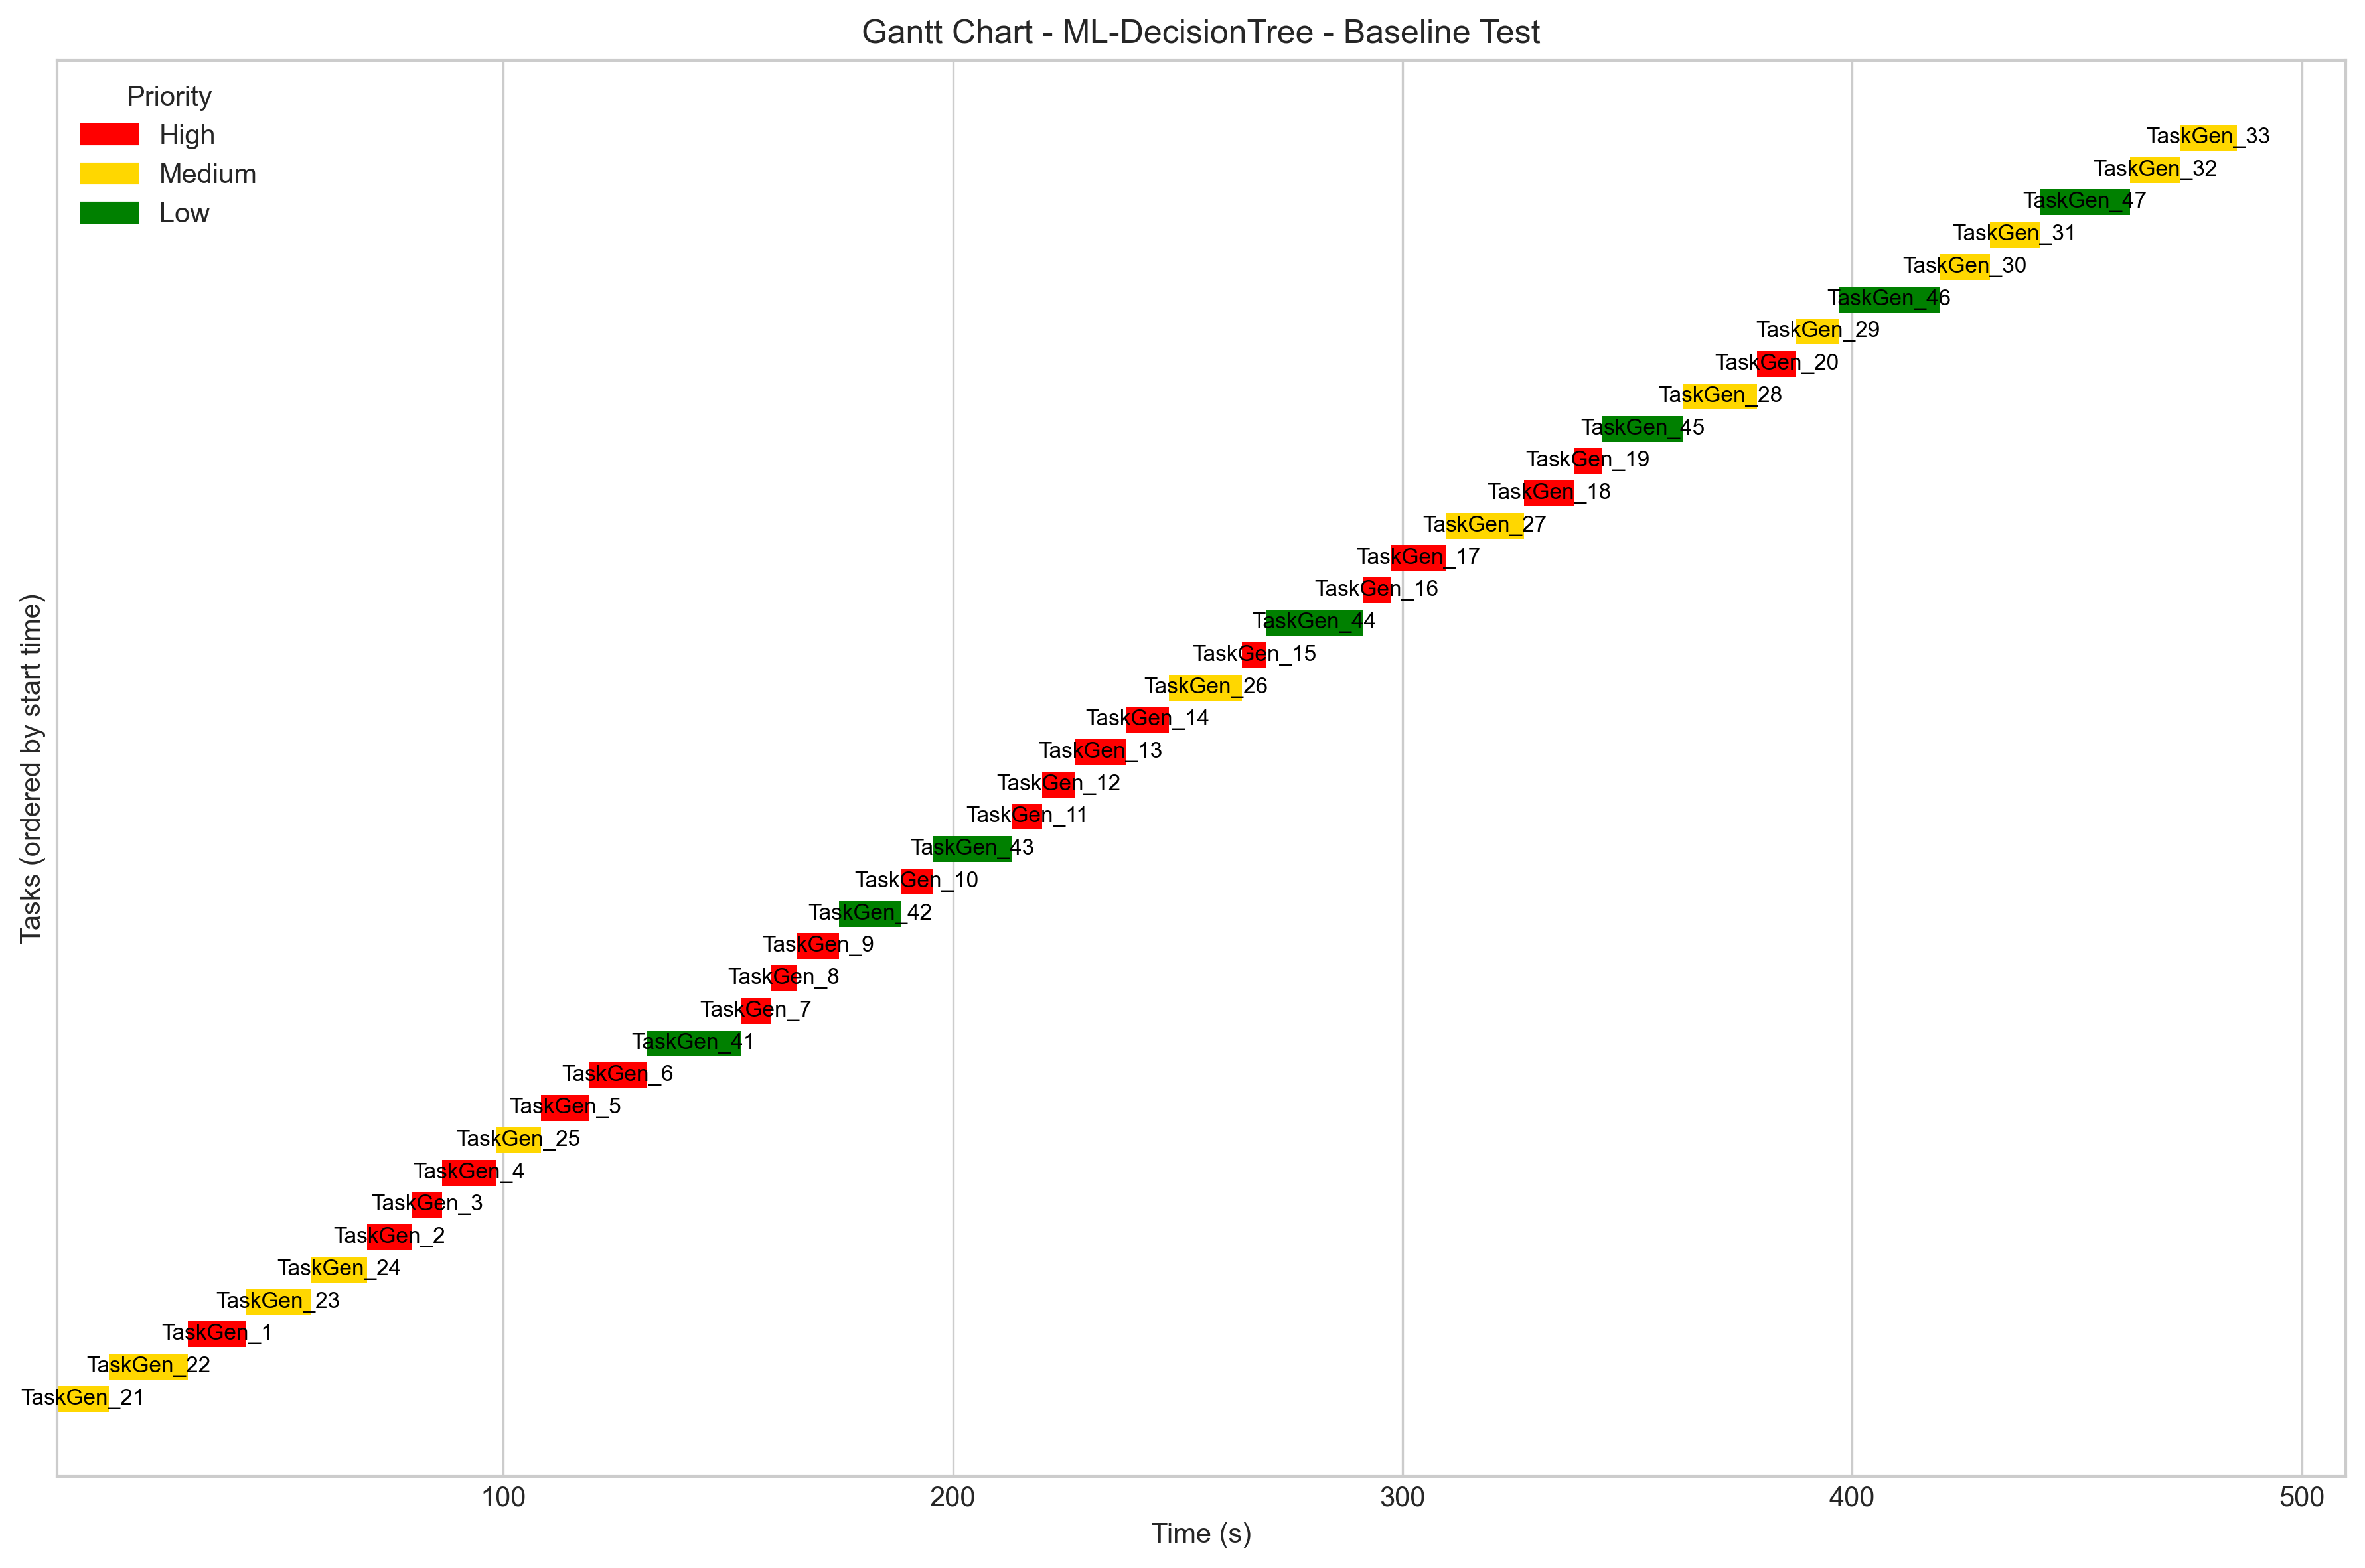 Gantt Chart - ML-DecisionTree - Baseline Test
Priority
High
Medium
Low
TaskGen_33
TaskGen_32
TaskGen_47
TaskGen_31
TaskGen_30
TaskGen_46
TaskGen_29
TaskGen_20
TaskGen_28
TaskGen_45
TaskGen_19
TaskGen_18
TaskGen_27
TaskGen_17
TaskGen_16
TaskGen_44
TaskGen_15
TaskGen_26
TaskGen_14
TaskGen_13
TaskGen_12
TaskGen_11
TaskGen_43
TaskGen_10
TaskGen_42
TaskGen_9
TaskGen_8
TaskGen_7
TaskGen_41
TaskGen_6
TaskGen_5
TaskGen_25
TaskGen_4
TaskGen_3
TaskGen_2
TaskGen_24
TaskGen_23
TaskGen_1
TaskGen_22
TaskGen_21
Tasks (ordered by start time)
100 200 300 400 500
Time (s)